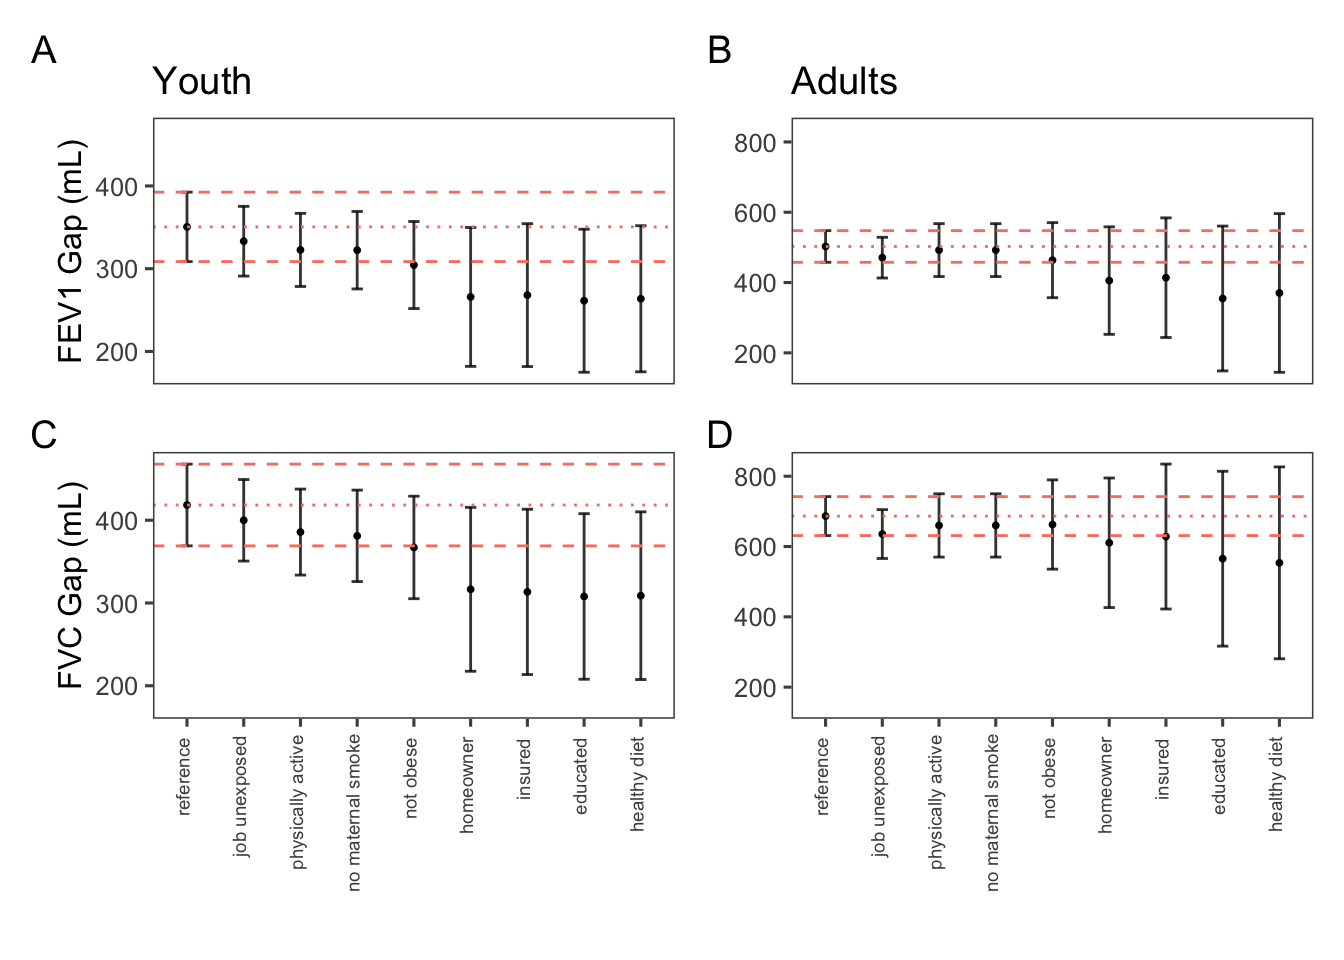 A
Youth
FEV1 Gap (mL)
400
300
200
B
Adults
800
600
400
200
C
FVC Gap (mL)
400
300
200
reference
job unexposed
physically active
no maternal smoke
not obese
homeowner
insured
educated
healthy diet
D
800
600
400
200
reference
job unexposed
physically active
no maternal smoke
not obese
homeowner
insured
educated
healthy diet